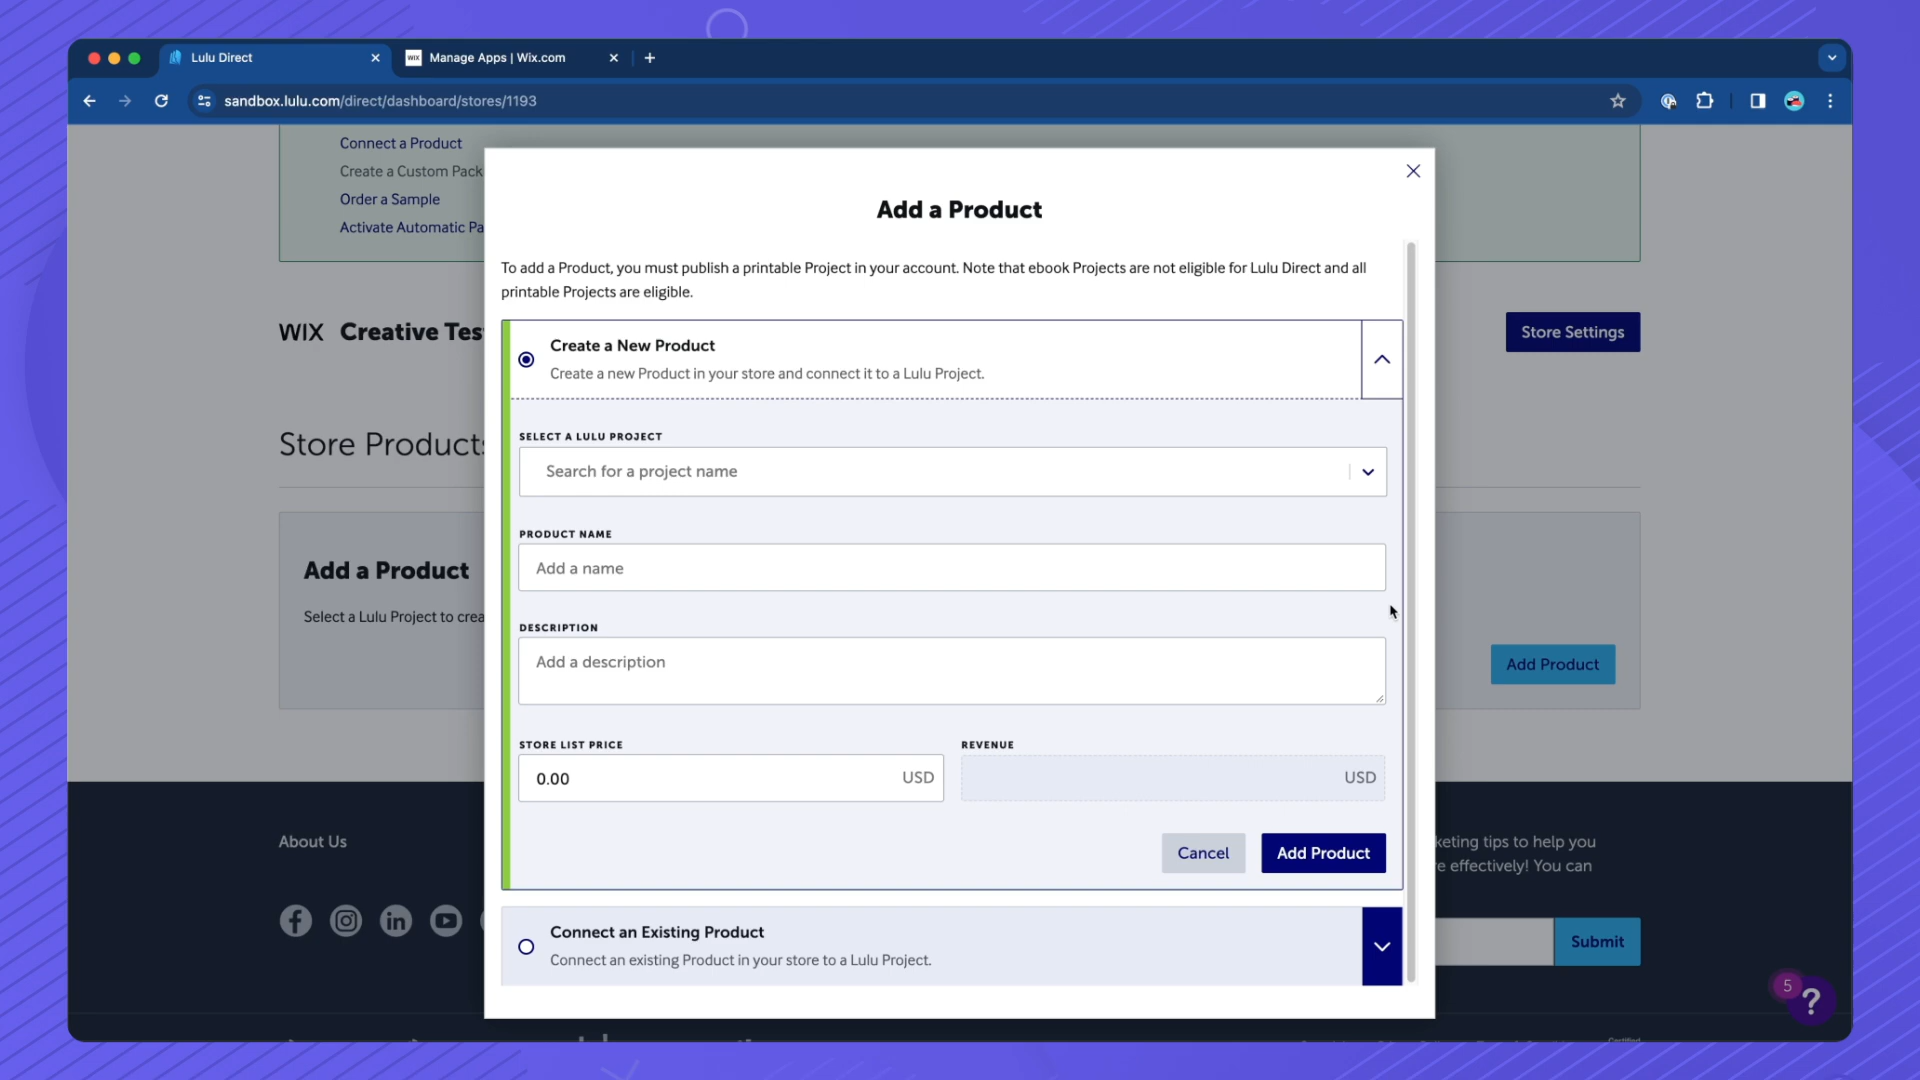 Lulu Direct
WIX Manage Apps | Wix.com
sandbox.lulu.com/direct/dashboard/stores/1193
Connect a Product
Create a Custom Pack
Order a Sample
Activate Automatic Pa
Add a Product
To add a Product, you must publish a printable Project in your account. Note that ebook Projects are not eligible for Lulu Direct and all
printable Projects are eligible.
WIX Creative Tes
Store Settings
Create a New Product
Create a new Product in your store and connect it to a Lulu Project.
SELECT A LULU PROJECT
Search for a project name
Store Products
PRODUCT NAME
Add a name
Add a Product
Select a Lulu Project to crea
DESCRIPTION
Add a description
Add Product
STORE LIST PRICE
REVENUE
0.00 USD
USD
Cancel
Add Product
About Us
keting tips to help you
e effectively! You can
Connect an Existing Product
Connect an existing Product in your store to a Lulu Project.
Submit
5
?